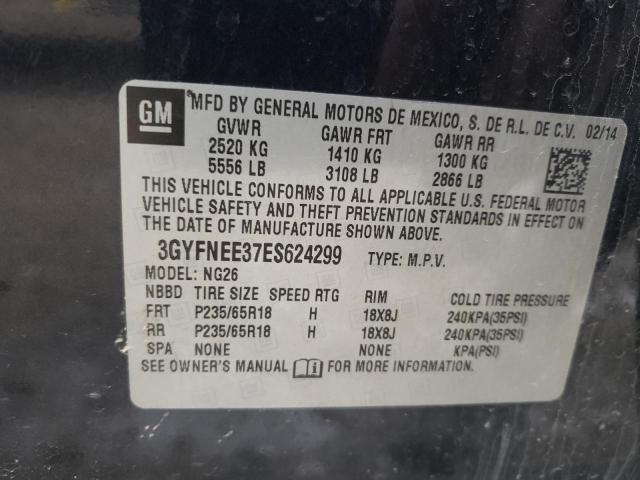 GM
MFD BY GENERAL MOTORS DE MEXICO, S. DE R.L. DE C.V. 02/14
GVWR GAWR FRT GAWR RR
2520 KG 1410 KG 1300 KG
5556 LB 3108 LB 2866 LB
THIS VEHICLE CONFORMS TO ALL APPLICABLE U.S. FEDERAL MOTOR
VEHICLE SAFETY AND THEFT PREVENTION STANDARDS IN EFFECT ON
THE DATE OF MANUFACTURE SHOWN ABOVE.
3GYFNEE37ES624299 TYPE: M.P.V.
MODEL: NG26
NBBD TIRE SIZE SPEED RTG RIM COLD TIRE PRESSURE
FRT P235/65R18 H 18X8J 240KPA(35PSI)
RR P235/65R18 H 18X8J 240KPA(35PSI)
SPA NONE NONE KPA(PSI)
SEE OWNER'S MANUAL i FOR MORE INFORMATION.